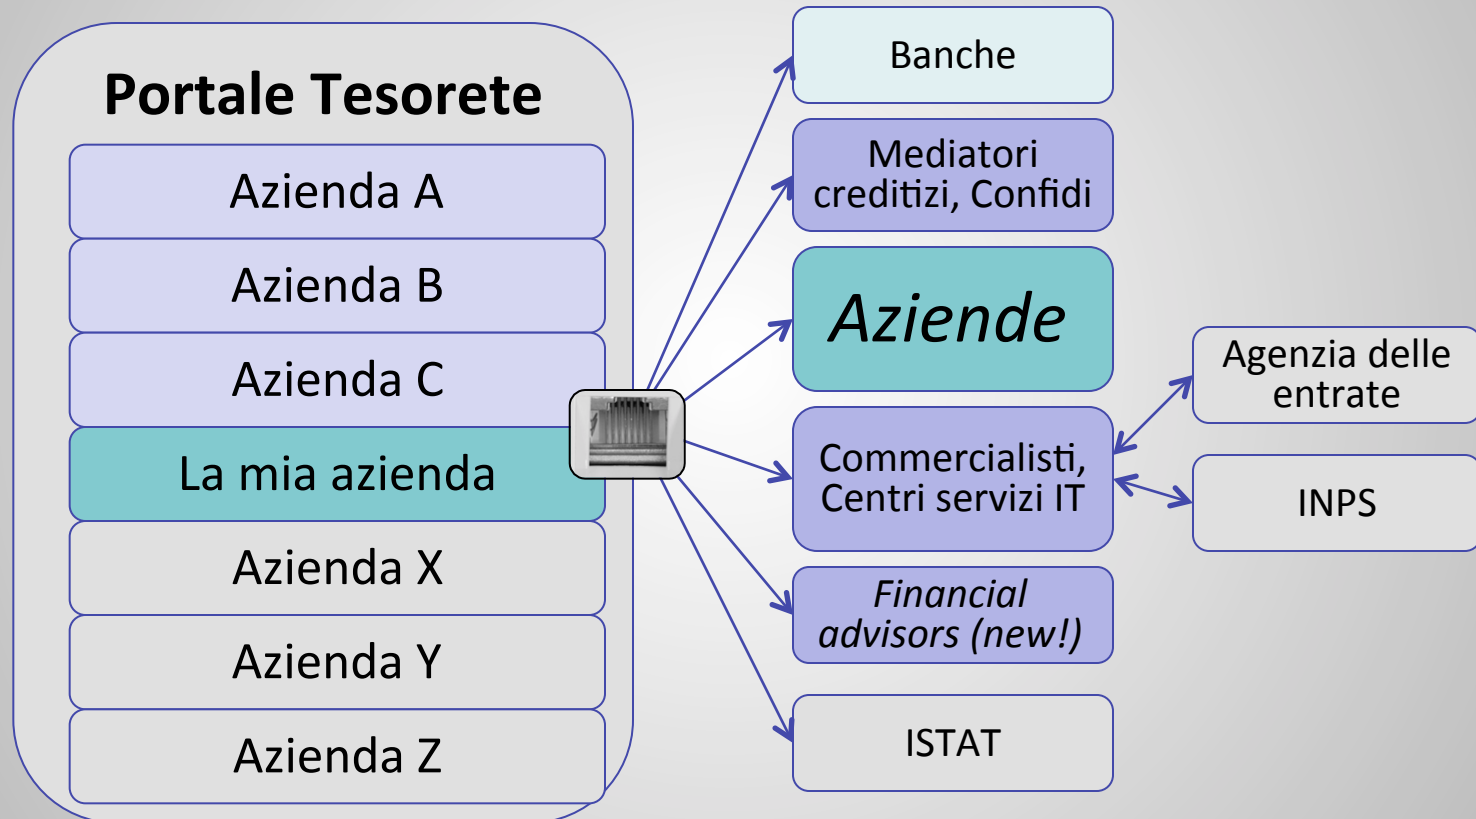 Portale Tesorete
Azienda A
Azienda B
Azienda C
La mia azienda
Azienda X
Azienda Y
Azienda Z
Banche
Mediatori
creditizi, Confidi
Aziende
Commercialisti,
Centri servizi IT
Financial
advisors (new!)
ISTAT
Agenzia delle
entrate
INPS